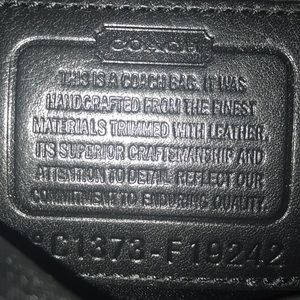 COACH
THIS IS A COACH BAG. IT WAS
HANDCRAFTED FROM THE FINEST
MATERIALS TRIMMED WITH LEATHER.
ITS SUPERIOR CRAFTSMANSHIP AND
ATTENTION TO DETAIL REFLECT OUR
COMMITMENT TO ENDURING QUALITY.
C1373-F19242